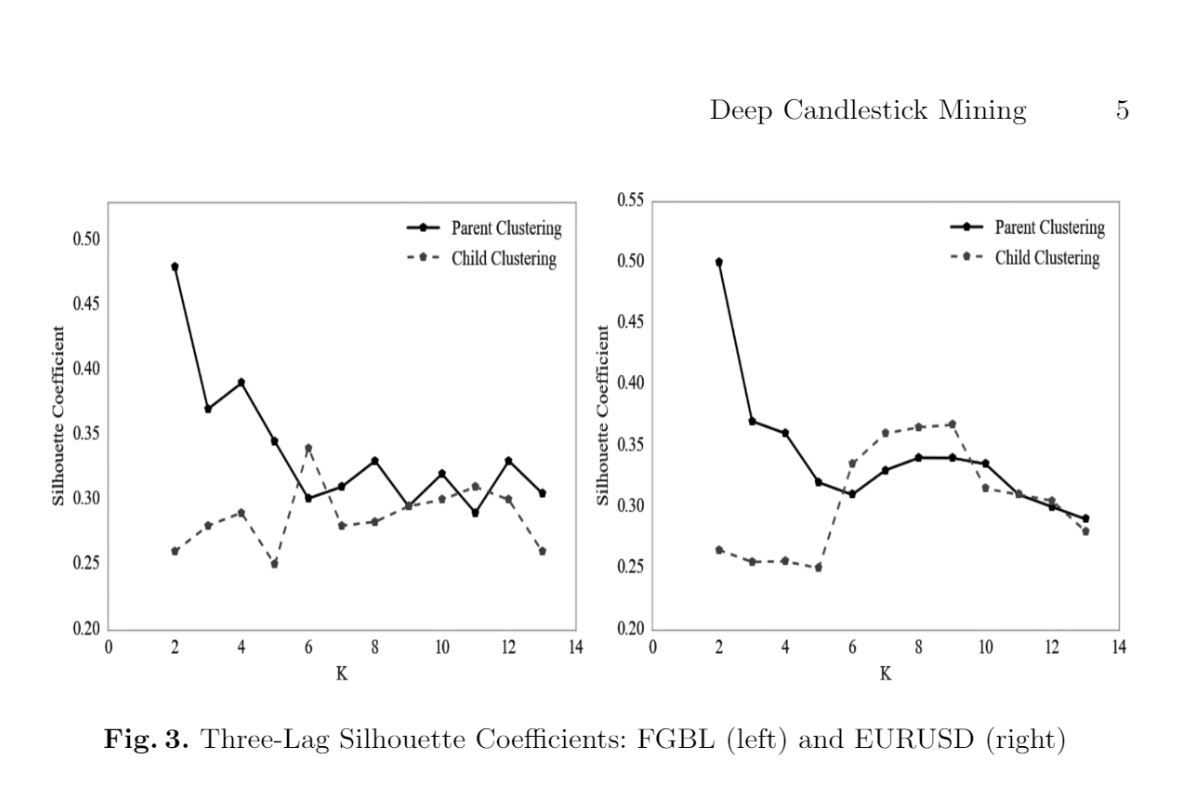 Deep Candlestick Mining 5
Parent Clustering
Child Clustering
0.50
0.45
0.40
0.35
0.30
0.25
0.20
Silhouette Coefficient
0 2 4 6 8 10 12 14
K
Parent Clustering
Child Clustering
0.55
0.50
0.45
0.40
0.35
0.30
0.25
0.20
Silhouette Coefficient
0 2 4 6 8 10 12 14
K
Fig. 3. Three-Lag Silhouette Coefficients: FGBL (left) and EURUSD (right)